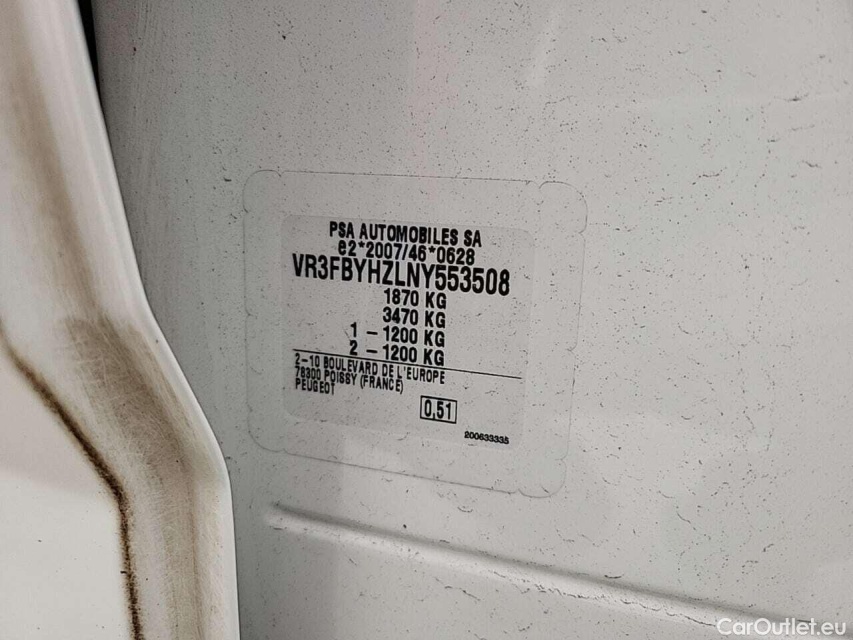 PSA AUTOMOBILES SA
e2*2007/46*0628
VR3FBYHZLNY553508
1870 KG
3470 KG
1 - 1200 KG
2 - 1200 KG
2-10 BOULEVARD DE L'EUROPE
78300 POISSY (FRANCE)
PEUGEOT
0,51
200633335
CarOutlet.eu